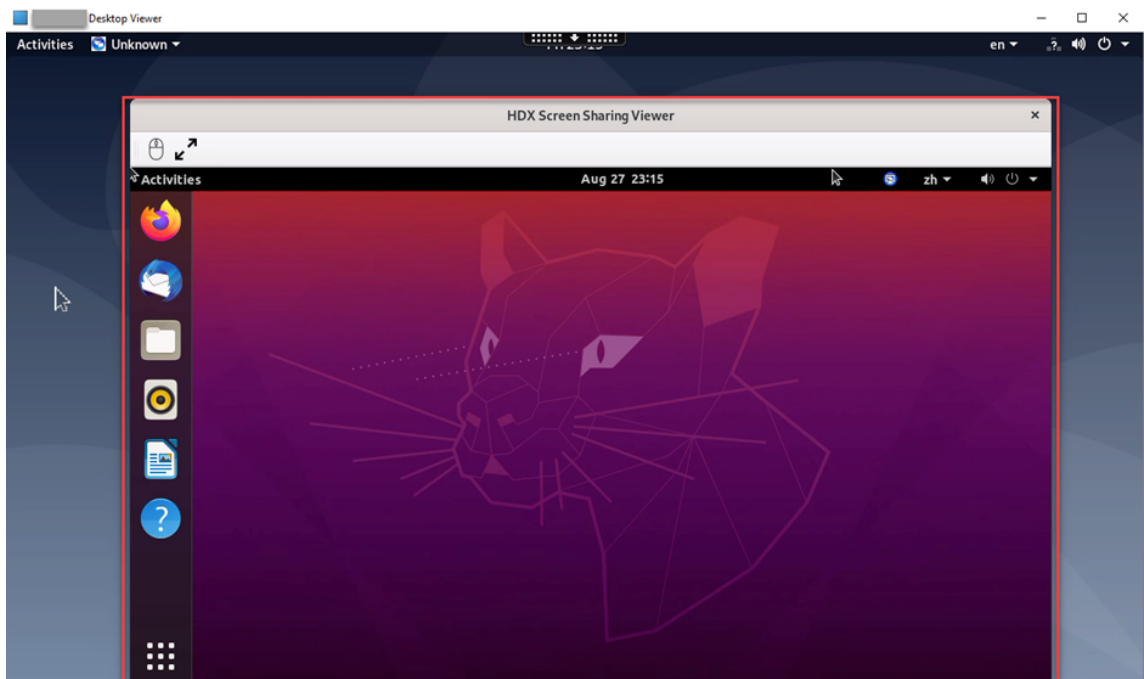 Desktop Viewer
Activities Unknown en
HDX Screen Sharing Viewer
Activities Aug 27 23:15 zh
?